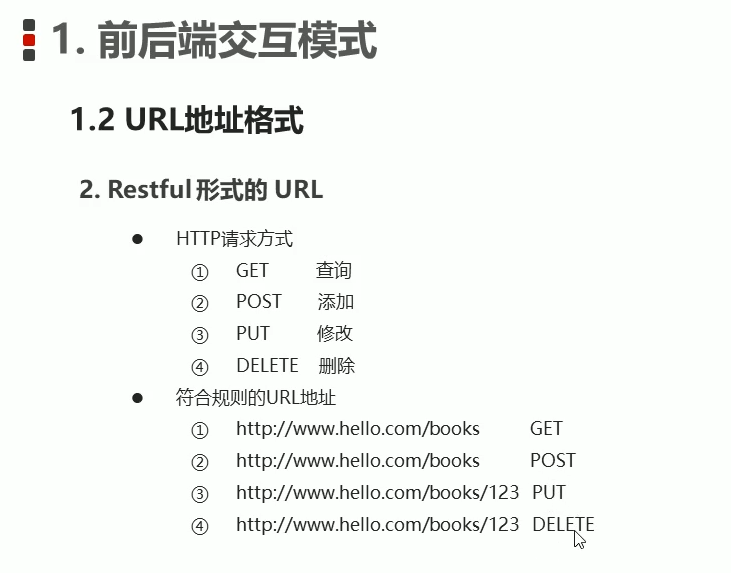 1. 前后端交互模式
1.2 URL地址格式
2. Restful 形式的 URL
● HTTP请求方式
① GET 查询
② POST 添加
③ PUT 修改
④ DELETE 删除
● 符合规则的URL地址
① http://www.hello.com/books GET
② http://www.hello.com/books POST
③ http://www.hello.com/books/123 PUT
④ http://www.hello.com/books/123 DELETE